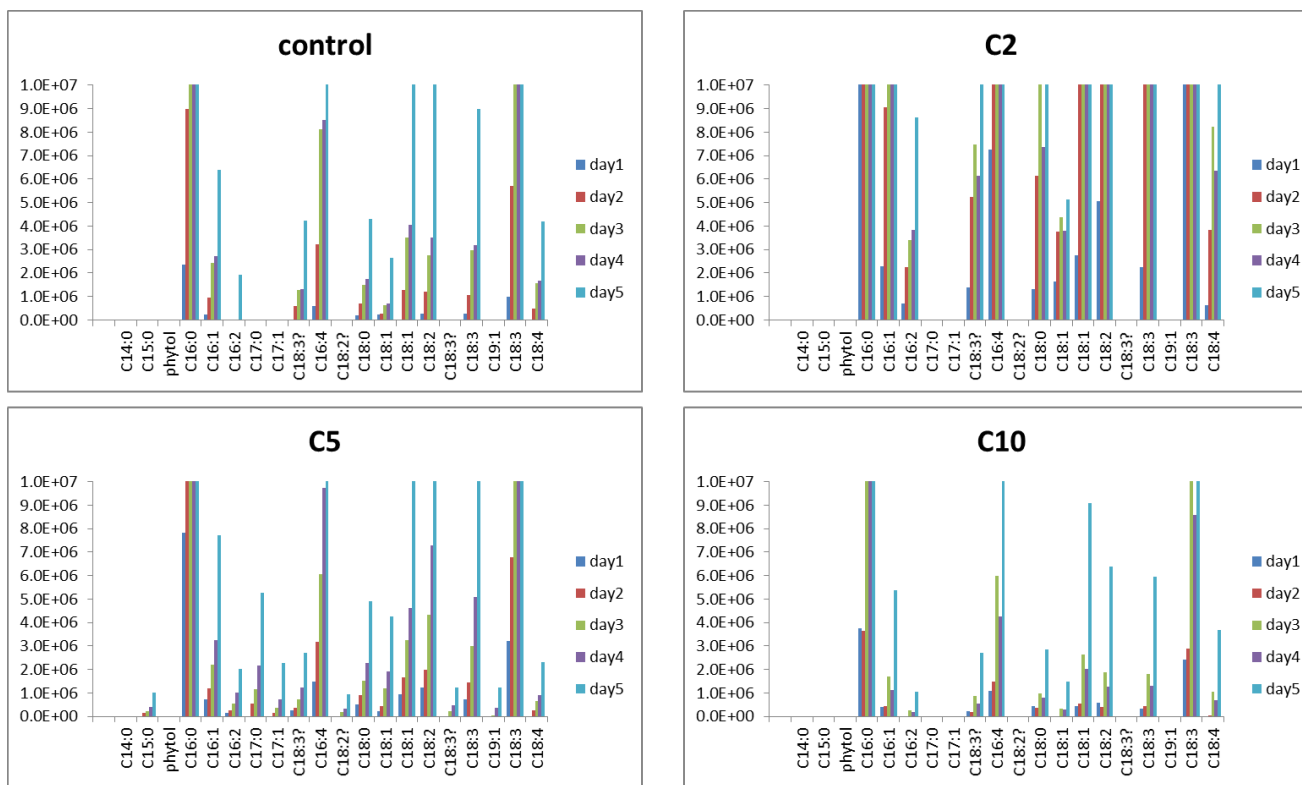 control
1.0E+07
9.0E+06
8.0E+06
7.0E+06
6.0E+06
5.0E+06
4.0E+06
3.0E+06
2.0E+06
1.0E+06
0.0E+00
C14:0
C15:0
phytol
C16:0
C16:1
C16:2
C17:0
C17:1
C18:3?
C16:4
C18:2?
C18:0
C18:1
C18:1
C18:2
C18:3?
C18:3
C19:1
C18:3
C18:4
day1
day2
day3
day4
day5
C2
1.0E+07
9.0E+06
8.0E+06
7.0E+06
6.0E+06
5.0E+06
4.0E+06
3.0E+06
2.0E+06
1.0E+06
0.0E+00
C14:0
C15:0
phytol
C16:0
C16:1
C16:2
C17:0
C17:1
C18:3?
C16:4
C18:2?
C18:0
C18:1
C18:1
C18:2
C18:3?
C18:3
C19:1
C18:3
C18:4
day1
day2
day3
day4
day5
C5
1.0E+07
9.0E+06
8.0E+06
7.0E+06
6.0E+06
5.0E+06
4.0E+06
3.0E+06
2.0E+06
1.0E+06
0.0E+00
C14:0
C15:0
phytol
C16:0
C16:1
C16:2
C17:0
C17:1
C18:3?
C16:4
C18:2?
C18:0
C18:1
C18:1
C18:2
C18:3?
C18:3
C19:1
C18:3
C18:4
day1
day2
day3
day4
day5
C10
1.0E+07
9.0E+06
8.0E+06
7.0E+06
6.0E+06
5.0E+06
4.0E+06
3.0E+06
2.0E+06
1.0E+06
0.0E+00
C14:0
C15:0
phytol
C16:0
C16:1
C16:2
C17:0
C17:1
C18:3?
C16:4
C18:2?
C18:0
C18:1
C18:1
C18:2
C18:3?
C18:3
C19:1
C18:3
C18:4
day1
day2
day3
day4
day5